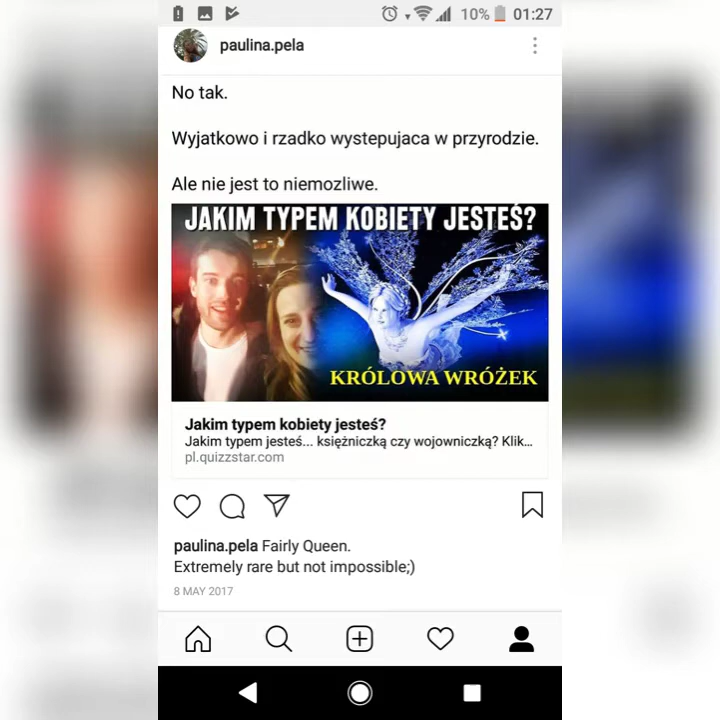 10% 01:27
paulina.pela
No tak.
Wyjatkowo i rzadko wystepujaca w przyrodzie.
Ale nie jest to niemozliwe.
JAKIM TYPEM KOBIETY JESTEŚ?
KRÓLOWA WRÓŻEK
Jakim typem kobiety jesteś?
Jakim typem jesteś... księżniczką czy wojowniczką? Klik...
pl.quizzstar.com
paulina.pela Fairly Queen.
Extremely rare but not impossible;)
8 MAY 2017